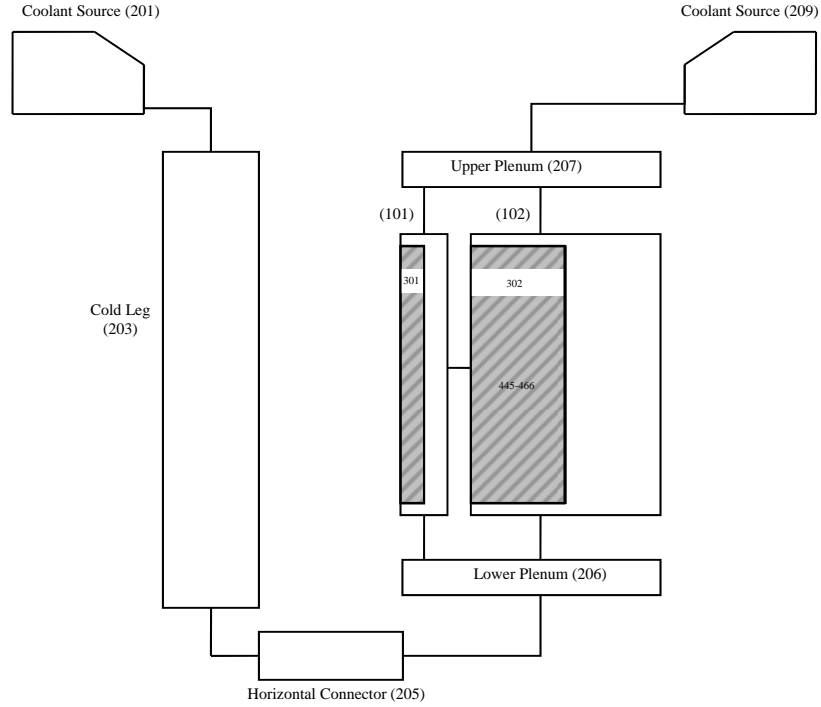 Coolant Source (201)
Coolant Source (209)
Upper Plenum (207)
(101)
(102)
301
302
Cold Leg
(203)
445-466
Lower Plenum (206)
Horizontal Connector (205)